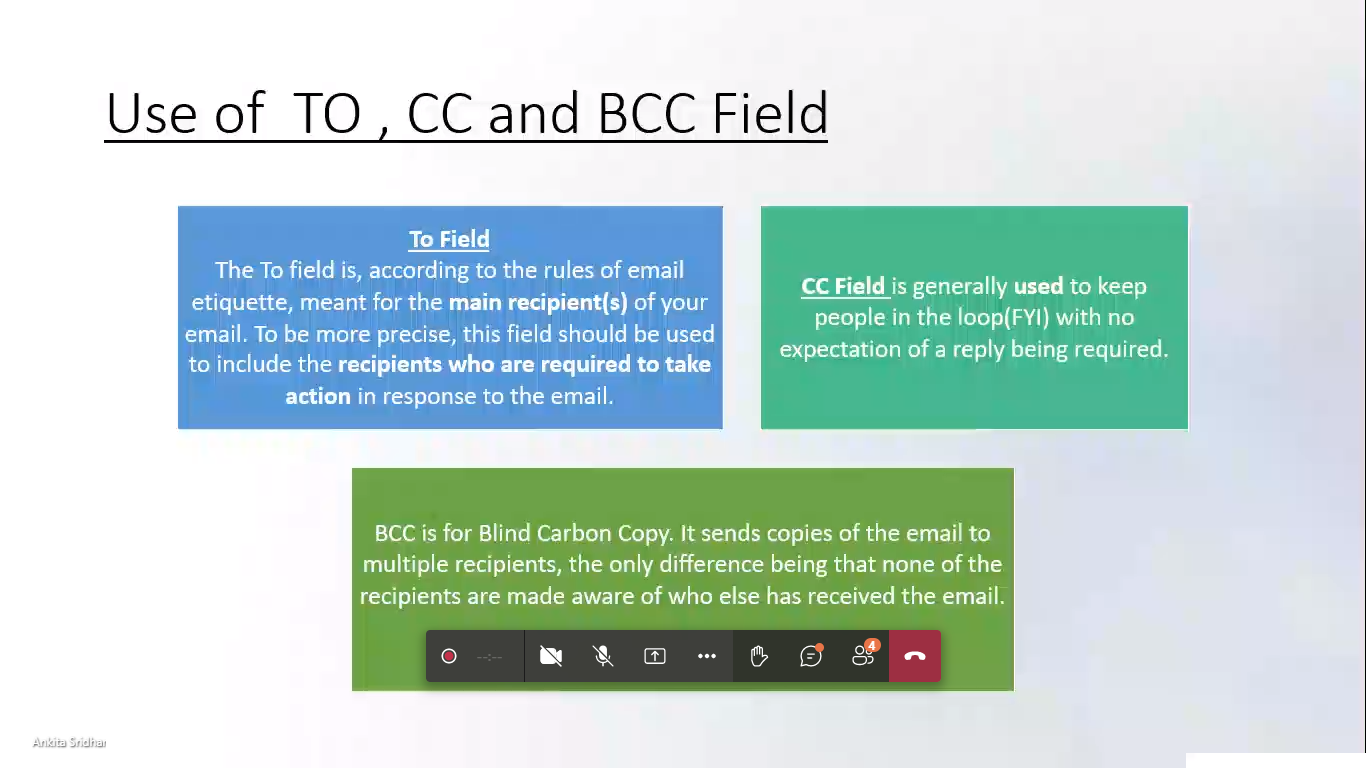 Use of  TO , CC and BCC Field
To Field
The To field is, according to the rules of email
etiquette, meant for the main recipient(s) of your
email. To be more precise, this field should be used
to include the recipients who are required to take
action in response to the email.
CC Field is generally used to keep
people in the loop(FYI) with no
expectation of a reply being required.
BCC is for Blind Carbon Copy. It sends copies of the email to
multiple recipients, the only difference being that none of the
recipients are made aware of who else has received the email.
--:--
4
Ankita Sridhar